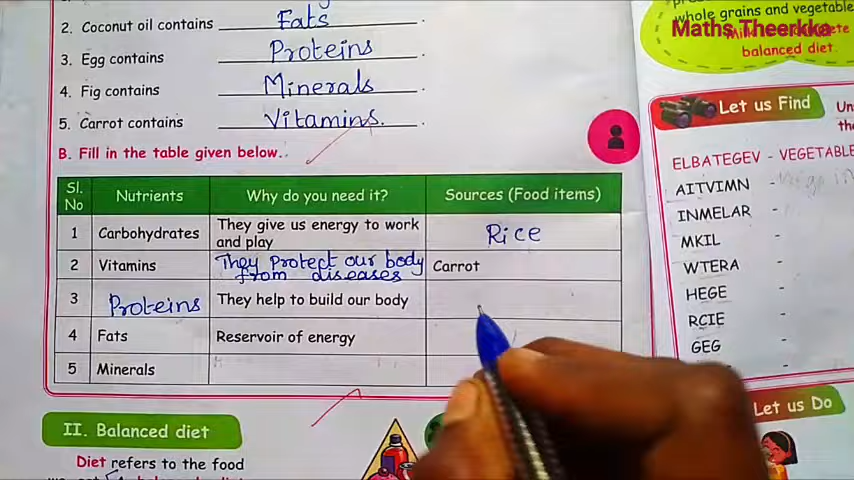 whole grains and vegetable
Maths Theerkka
balanced diet.
2. Coconut oil contains Fats.
3. Egg contains Proteins.
4. Fig contains Minerals.
5. Carrot contains Vitamins.
B. Fill in the table given below.
Sl. No Nutrients Why do you need it? Sources (Food items)
1 Carbohydrates They give us energy to work and play Rice
2 Vitamins They protect our body from diseases Carrot
3 Proteins They help to build our body
4 Fats Reservoir of energy
5 Minerals
II. Balanced diet
Diet refers to the food
Let us Find
Un
the
ELBATEGEV - VEGETABLE
AITVIMN -
INMELAR -
MKIL -
WTERA -
HEGE -
RCIE -
GEG -
Let us Do